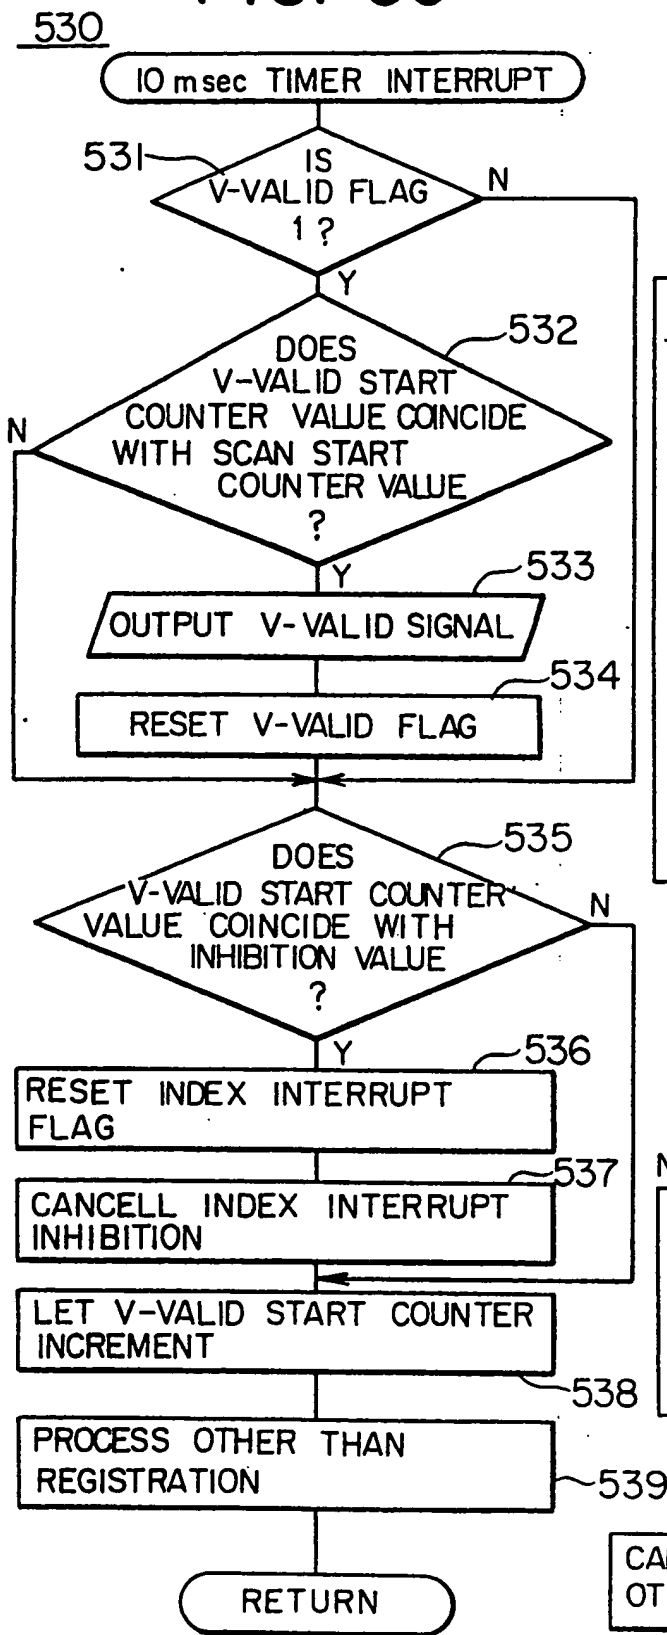 530
10 msec TIMER INTERRUPT
531
IS
V-VALID FLAG
1 ?
N
Y
532
DOES
V-VALID START
COUNTER VALUE COINCIDE
WITH SCAN START
COUNTER VALUE
?
N
Y
533
OUTPUT V-VALID SIGNAL
534
RESET V-VALID FLAG
535
DOES
V-VALID START COUNTER
VALUE COINCIDE WITH
INHIBITION VALUE
?
N
Y
536
RESET INDEX INTERRUPT
FLAG
537
CANCELL INDEX INTERRUPT
INHIBITION
LET V-VALID START COUNTER
INCREMENT
538
PROCESS OTHER THAN
REGISTRATION
539
RETURN
N